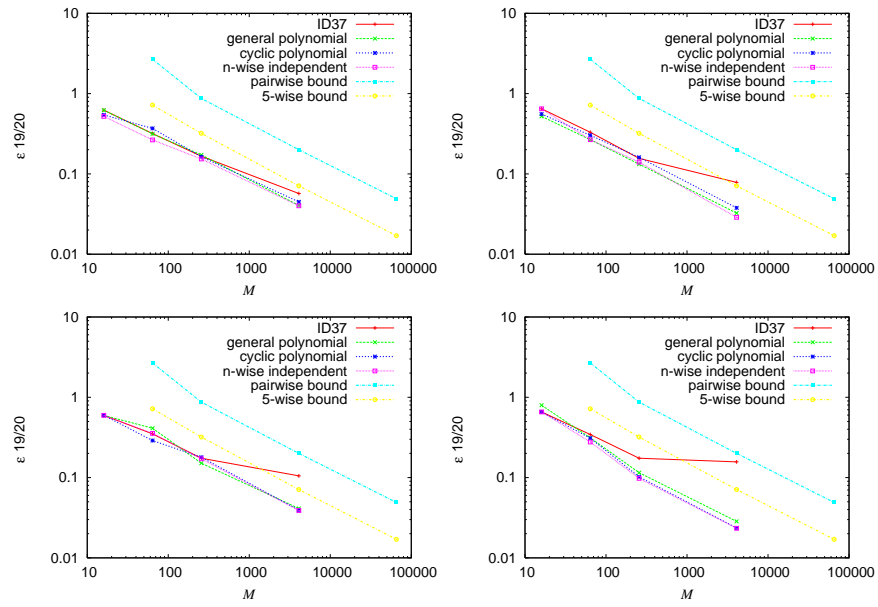 ID37
general polynomial
cyclic polynomial
n-wise independent
pairwise bound
5-wise bound
10
1
0.1
0.01
ε 19/20
10 100 1000 10000 100000
M
ID37
general polynomial
cyclic polynomial
n-wise independent
pairwise bound
5-wise bound
10
1
0.1
0.01
ε 19/20
10 100 1000 10000 100000
M
ID37
general polynomial
cyclic polynomial
n-wise independent
pairwise bound
5-wise bound
10
1
0.1
0.01
ε 19/20
10 100 1000 10000 100000
M
ID37
general polynomial
cyclic polynomial
n-wise independent
pairwise bound
5-wise bound
10
1
0.1
0.01
ε 19/20
10 100 1000 10000 100000
M